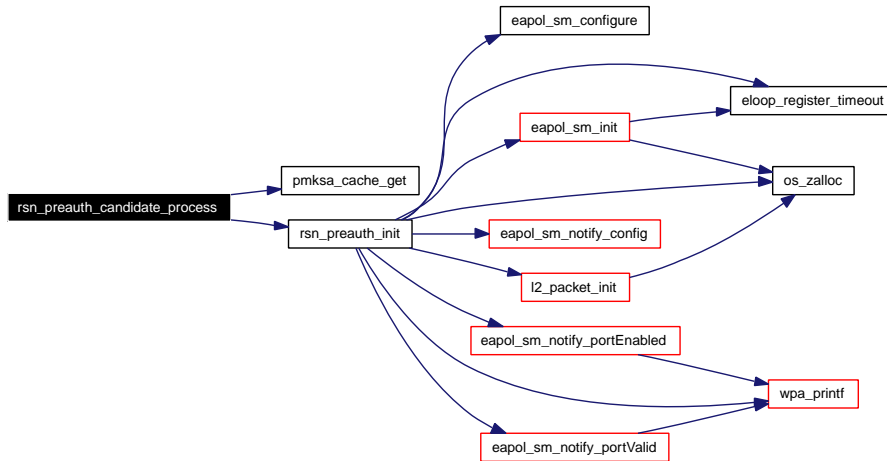 eapol_sm_configure
eloop_register_timeout
eapol_sm_init
pmksa_cache_get
os_zalloc
rsn_preauth_candidate_process
rsn_preauth_init
eapol_sm_notify_config
l2_packet_init
eapol_sm_notify_portEnabled
wpa_printf
eapol_sm_notify_portValid